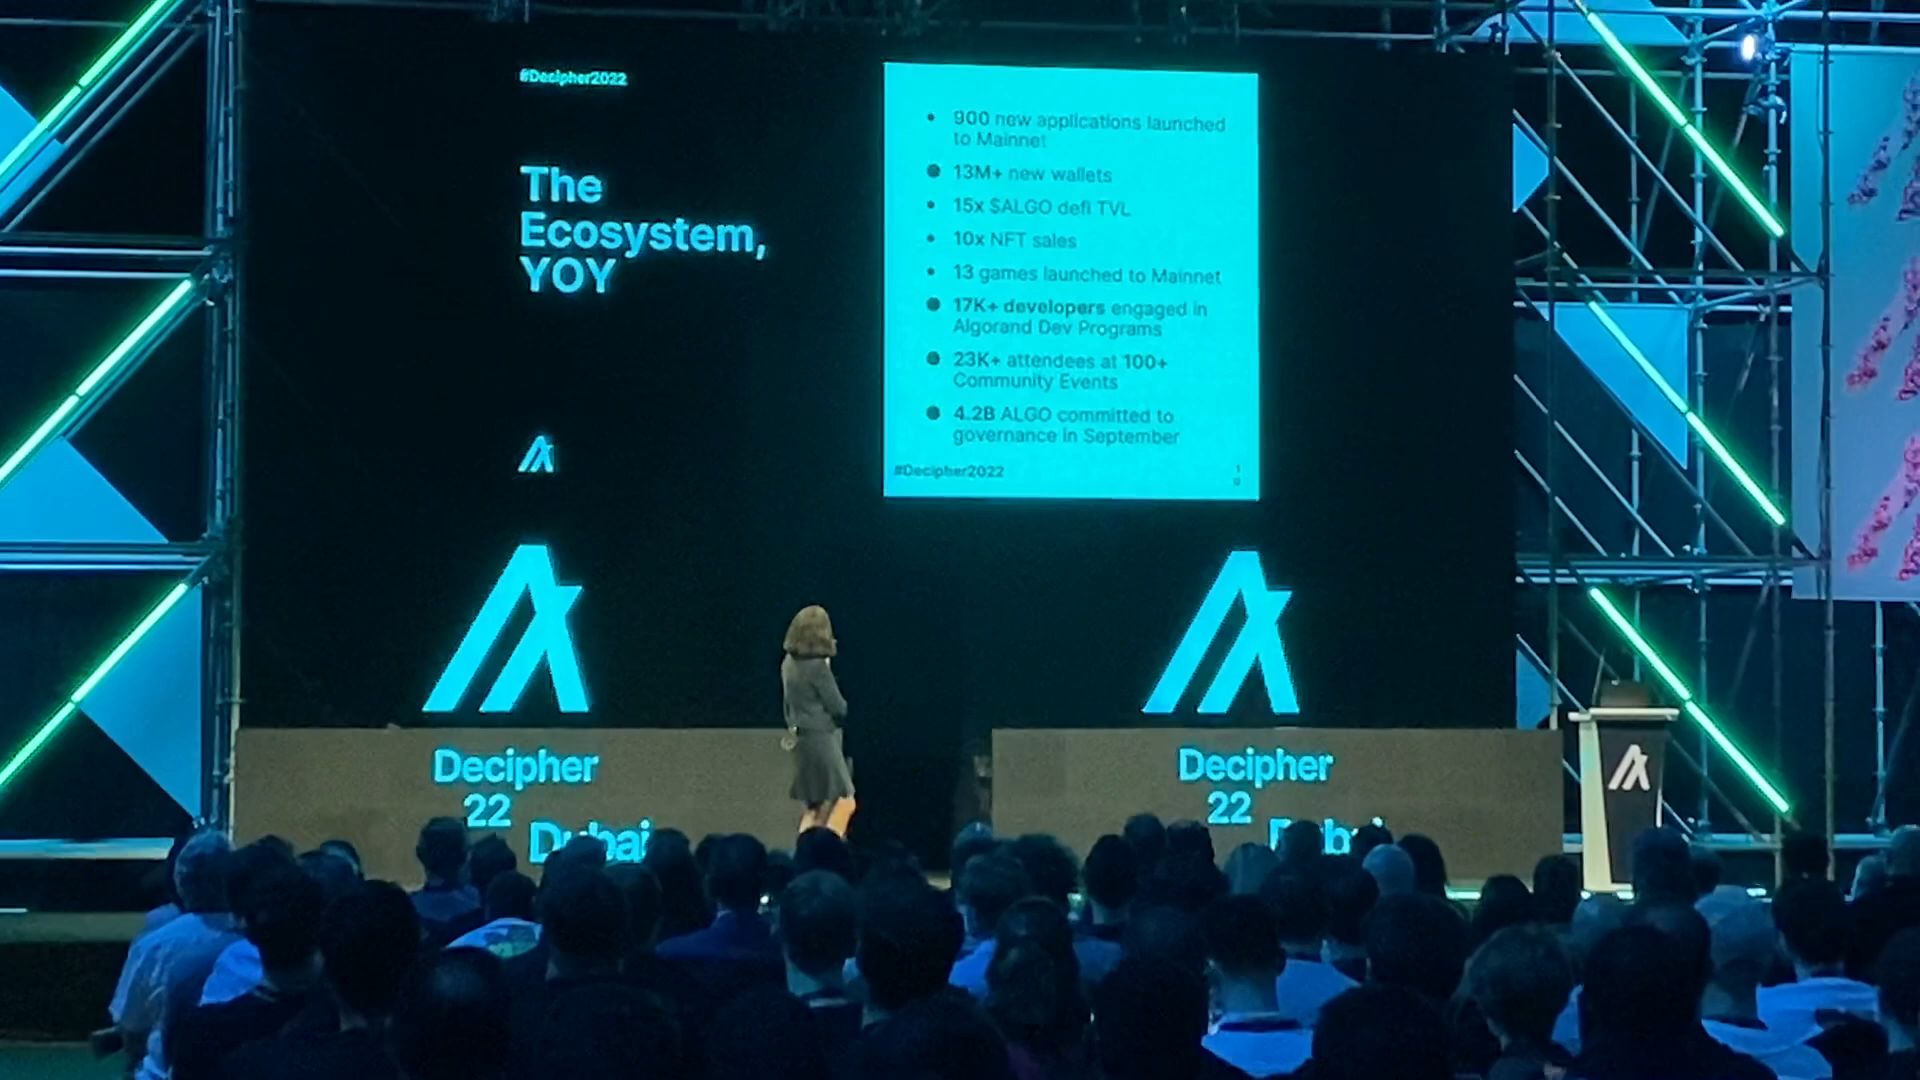 #Decipher2022
The
Ecosystem,
YOY
• 900 new applications launched
to Mainnet
• 13M+ new wallets
• 15x $ALGO defi TVL
• 10x NFT sales
• 13 games launched to Mainnet
• 17K+ developers engaged in
Algorand Dev Programs
• 23K+ attendees at 100+
Community Events
• 4.2B ALGO committed to
governance in September
#Decipher2022
Decipher
22
Dubai
Decipher
22
Dubai